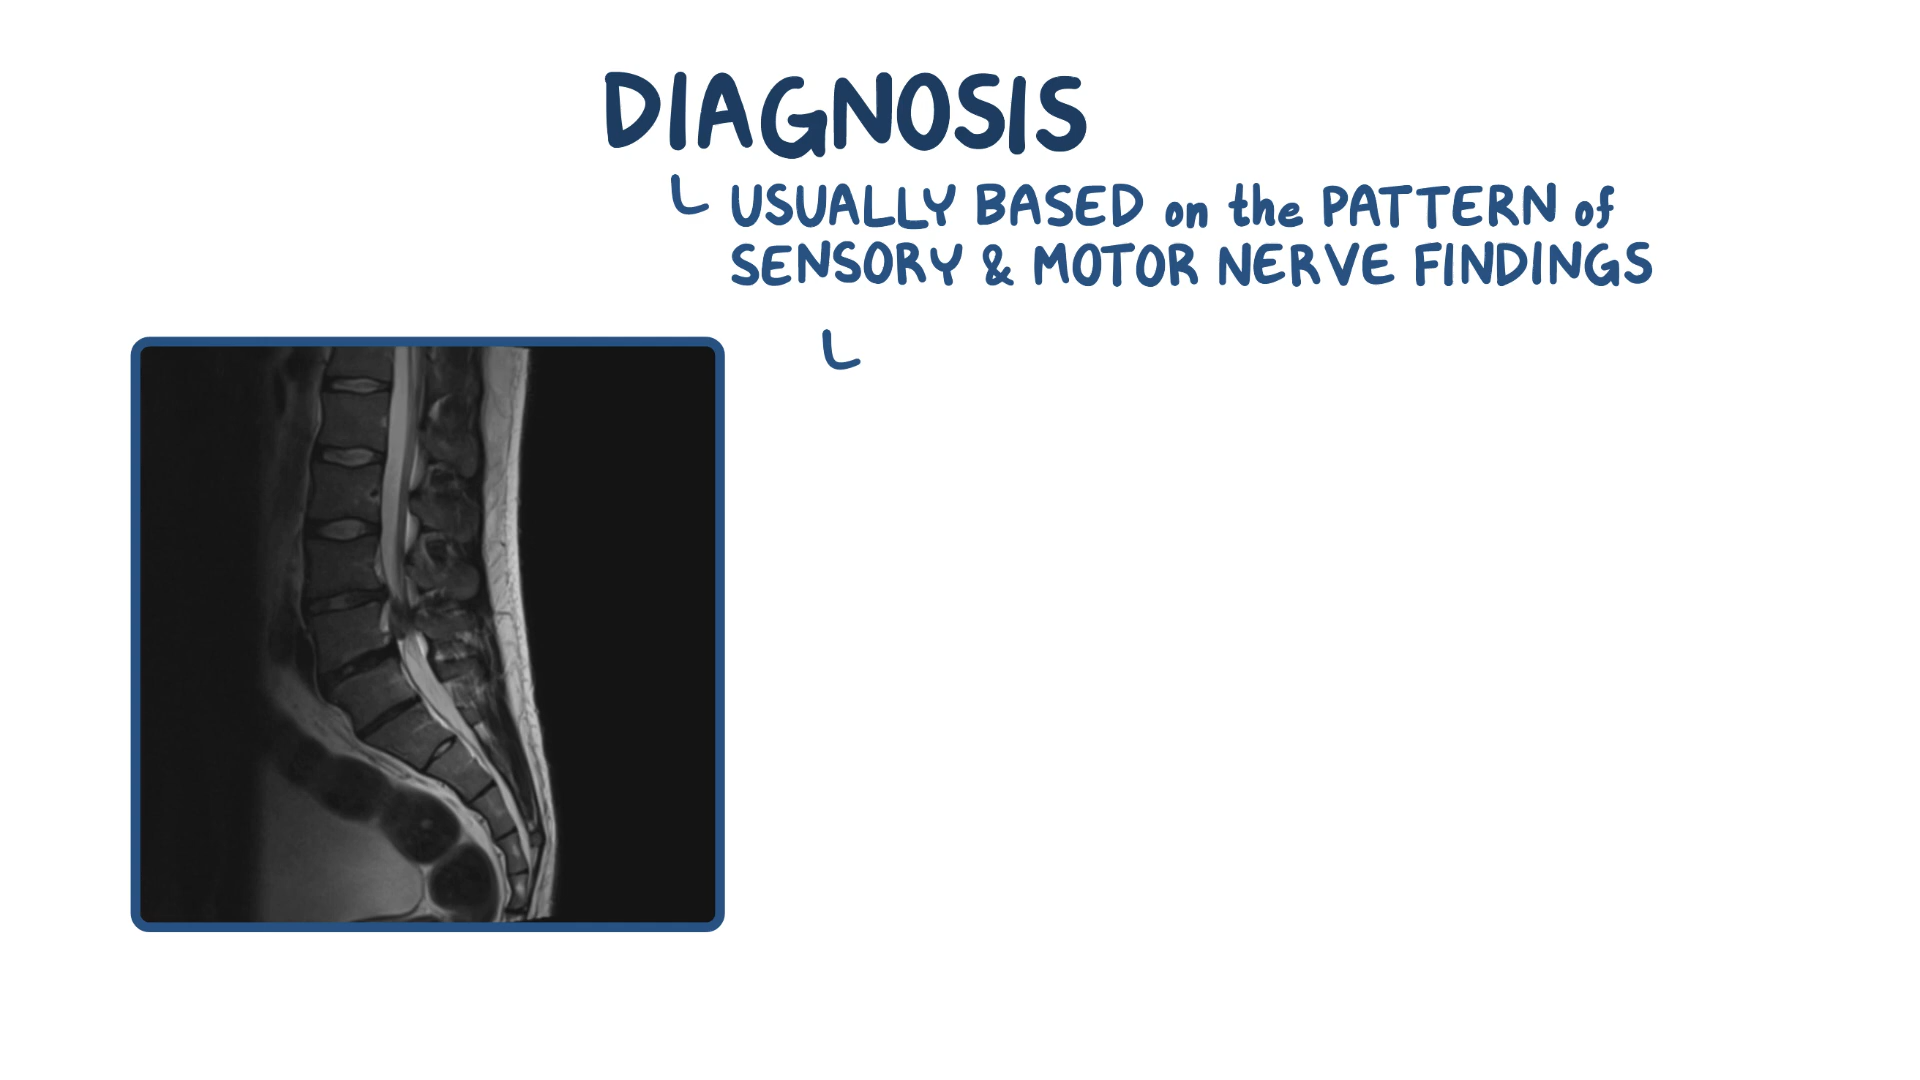 DIAGNOSIS
USUALLY BASED on the PATTERN of
SENSORY & MOTOR NERVE FINDINGS